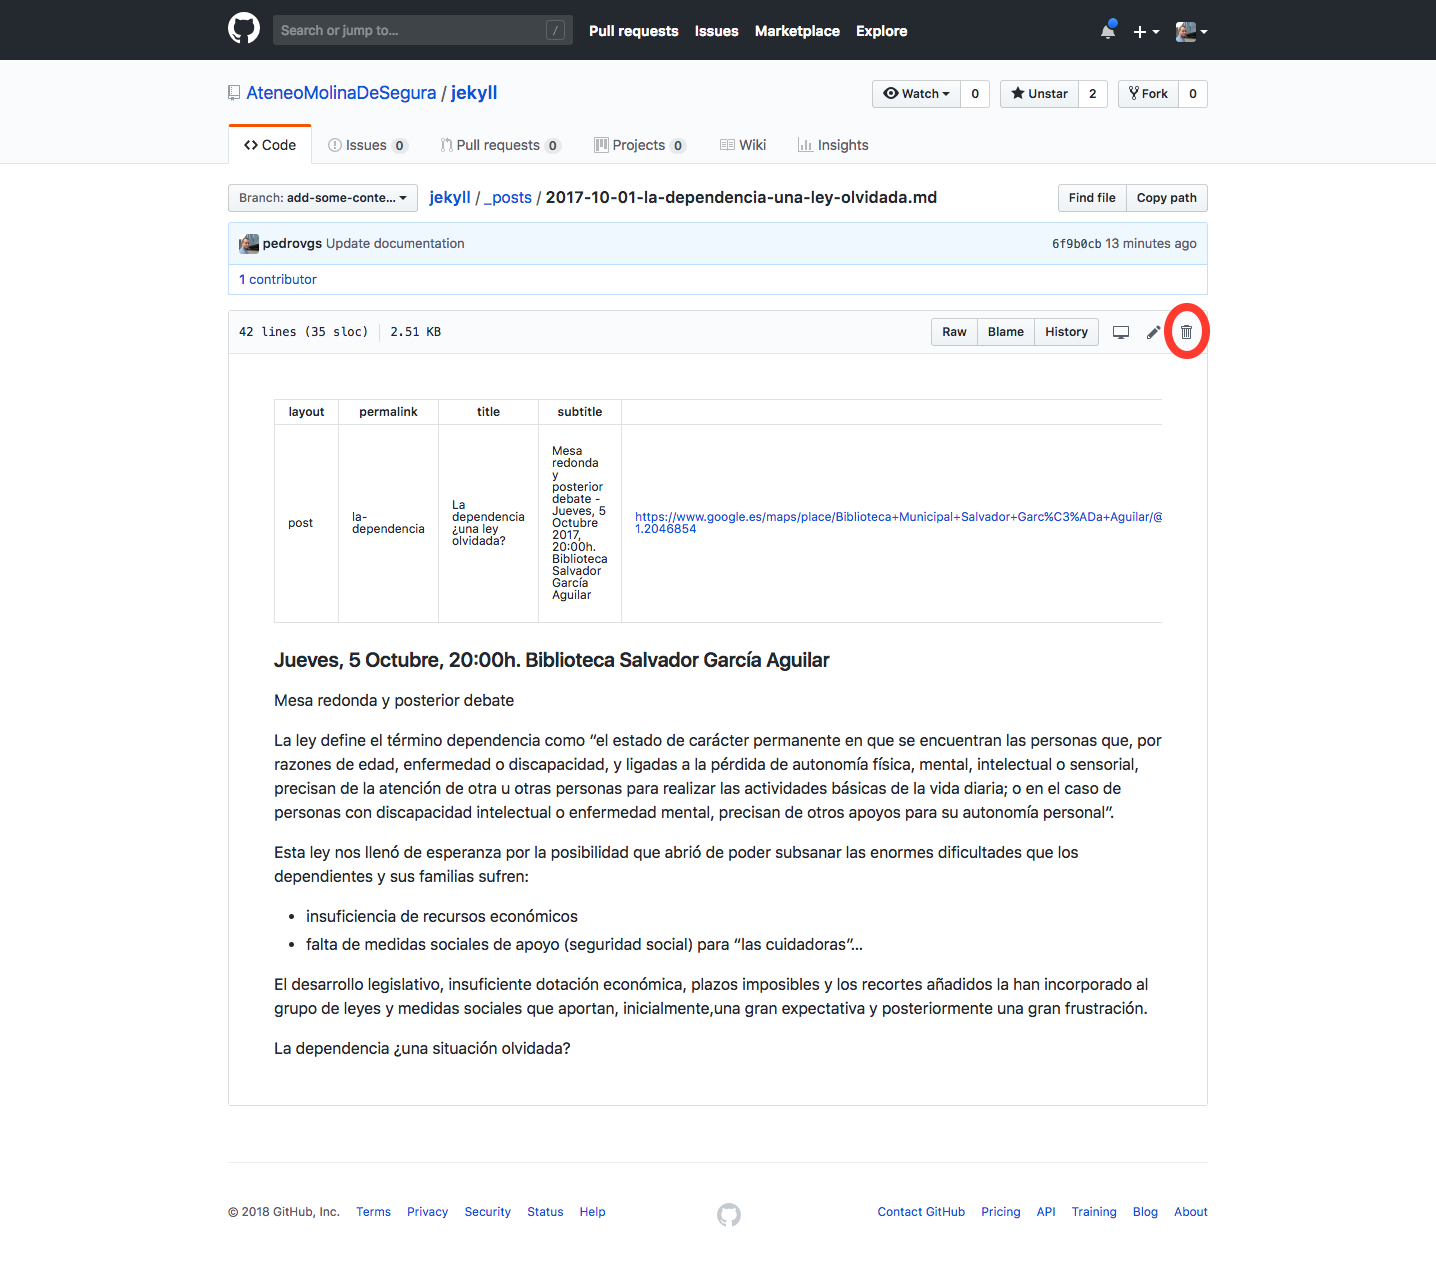 Search or jump to... /
Pull requests Issues Marketplace Explore
AteneoMolinaDeSegura / jekyll
Watch 0 Unstar 2 Fork 0
Code Issues 0 Pull requests 0 Projects 0 Wiki Insights
Branch: add-some-conte... jekyll / _posts / 2017-10-01-la-dependencia-una-ley-olvidada.md Find file Copy path
pedrovgs Update documentation 6f9b0cb 13 minutes ago
1 contributor
42 lines (35 sloc) 2.51 KB Raw Blame History
layout permalink title subtitle
post
la-
dependencia
La
dependencia
¿una ley
olvidada?
Mesa
redonda
y
posterior
debate -
Jueves, 5
Octubre
2017,
20:00h.
Biblioteca
Salvador
García
Aguilar
https://www.google.es/maps/place/Biblioteca+Municipal+Salvador+Garc%C3%ADa+Aguilar/@
1.2046854
Jueves, 5 Octubre, 20:00h. Biblioteca Salvador García Aguilar
Mesa redonda y posterior debate
La ley define el término dependencia como “el estado de carácter permanente en que se encuentran las personas que, por
razones de edad, enfermedad o discapacidad, y ligadas a la pérdida de autonomía física, mental, intelectual o sensorial,
precisan de la atención de otra u otras personas para realizar las actividades básicas de la vida diaria; o en el caso de
personas con discapacidad intelectual o enfermedad mental, precisan de otros apoyos para su autonomía personal”.
Esta ley nos llenó de esperanza por la posibilidad que abrió de poder subsanar las enormes dificultades que los
dependientes y sus familias sufren:
• insuficiencia de recursos económicos
• falta de medidas sociales de apoyo (seguridad social) para “las cuidadoras”...
El desarrollo legislativo, insuficiente dotación económica, plazos imposibles y los recortes añadidos la han incorporado al
grupo de leyes y medidas sociales que aportan, inicialmente,una gran expectativa y posteriormente una gran frustración.
La dependencia ¿una situación olvidada?
© 2018 GitHub, Inc. Terms Privacy Security Status Help Contact GitHub Pricing API Training Blog About